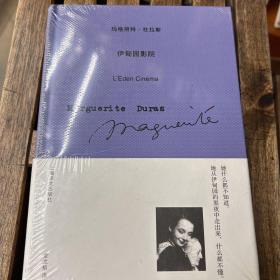 玛格丽特·杜拉斯
伊甸园影院
L'Eden Cinéma
Marguerite Duras
Marguerite
她什么都不知道，
她从伊甸园的黑夜中走出来，什么都不懂。